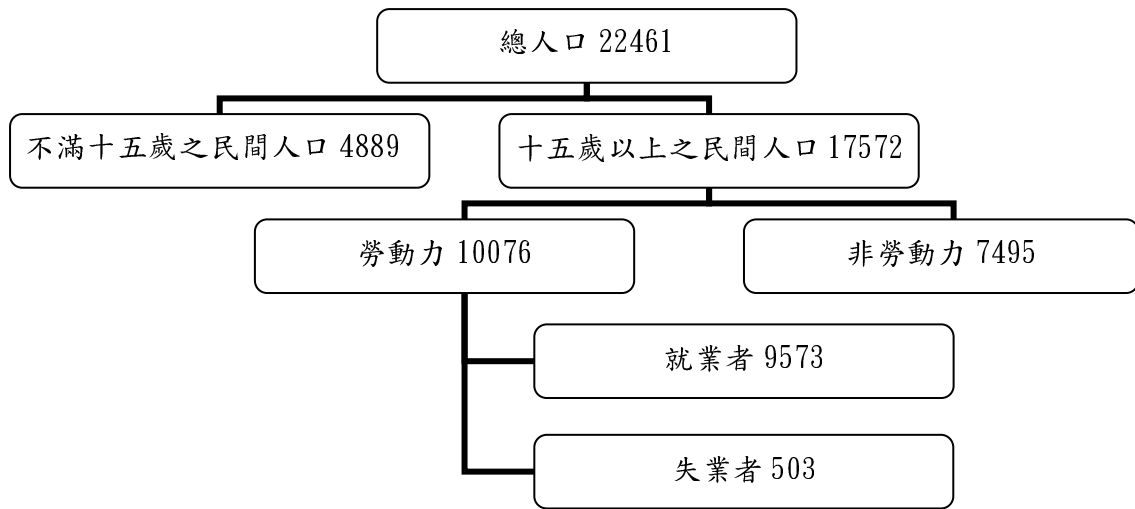 總人口 22461
不滿十五歲之民間人口 4889
十五歲以上之民間人口 17572
勞動力 10076
非勞動力 7495
就業者 9573
失業者 503